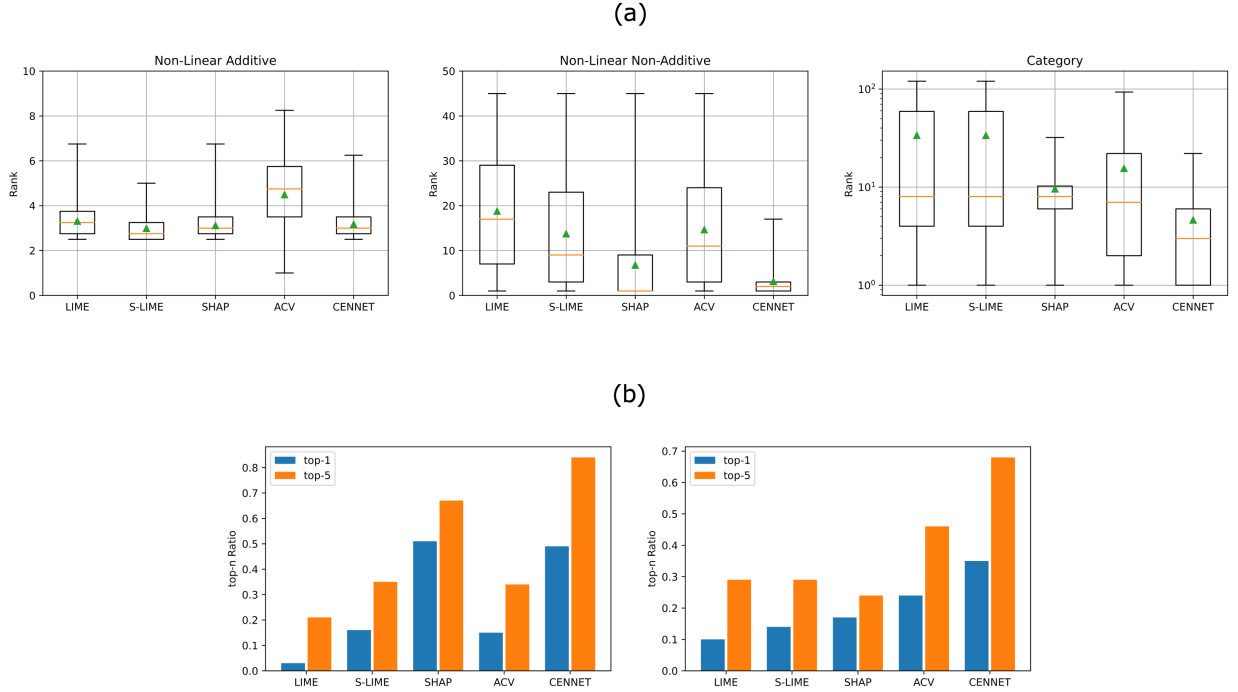 (a)
Non-Linear Additive
10
8
6
4
2
0
Rank
LIME S-LIME SHAP ACV CENNET
Non-Linear Non-Additive
50
40
30
20
10
0
Rank
LIME S-LIME SHAP ACV CENNET
Category
10²
10¹
10⁰
Rank
LIME S-LIME SHAP ACV CENNET
(b)
top-1
top-5
0.8
0.7
0.6
0.5
0.4
0.3
0.2
0.1
0.0
top-n Ratio
LIME S-LIME SHAP ACV CENNET
top-1
top-5
0.7
0.6
0.5
0.4
0.3
0.2
0.1
0.0
top-n Ratio
LIME S-LIME SHAP ACV CENNET